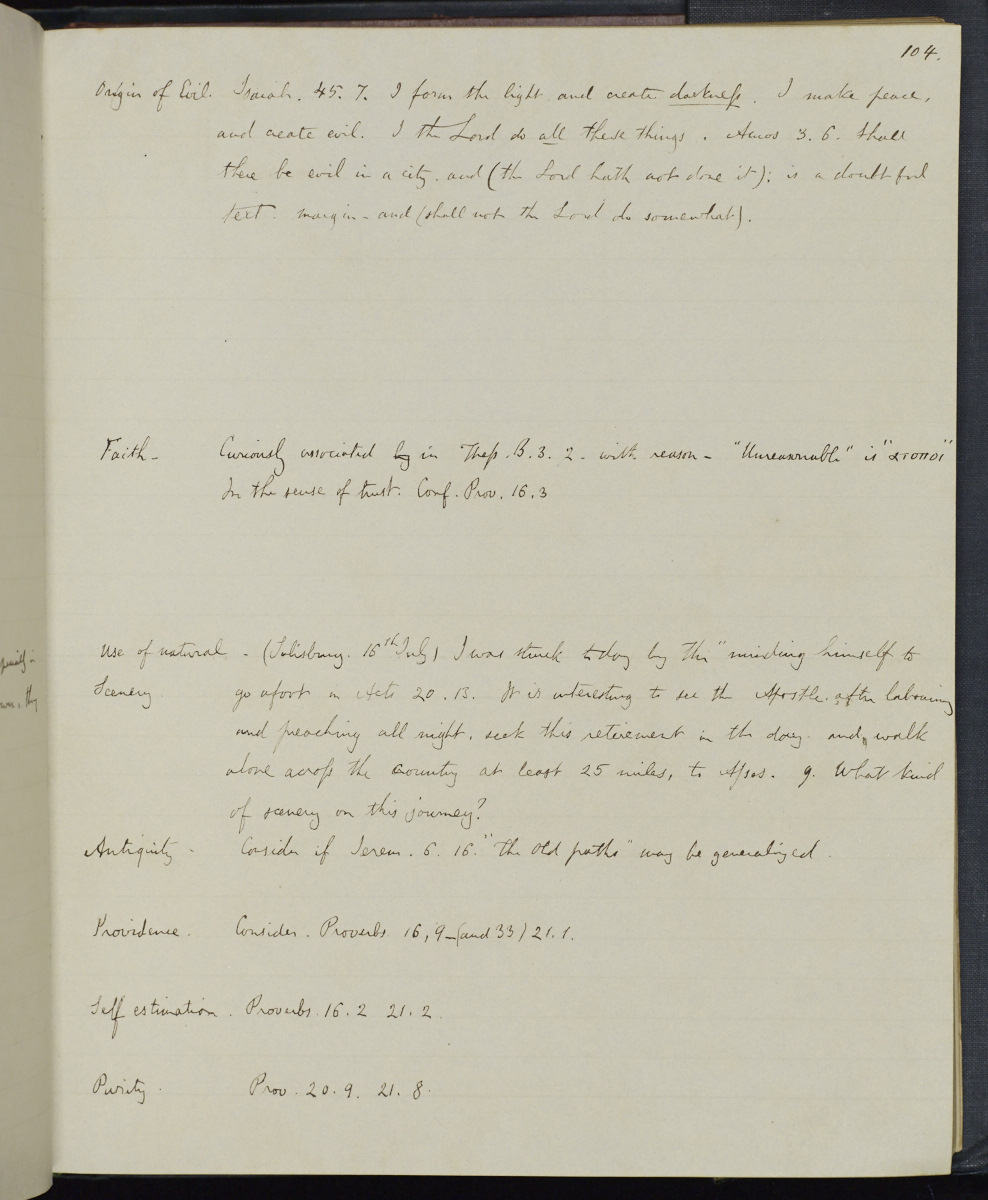 104.
Origin of Evil. Isaiah. 45. 7. I form the light and create darkness. I make peace,
and create evil. I the Lord do all these things. Amos 3. 6. Shall
there be evil in a city. and (the Lord hath not done it): is a doubtful
text. margin - and (shall not the Lord do somewhat).
Faith - Curiously associated by in Thess. B. 3. 2 - with reason - "Unreasonable" is "ατοποι"
In the sense of trust. Conf. Prov. 16. 3
Use of natural - (Salisbury. 16th July) I was struck today by the "minding himself to
Scenery. go afoot in Acts 20. 13. It is interesting to see the Apostle. after labouring
and preaching all night. seek this retirement in the day. and walk
alone across the country at least 25 miles, to Assos. q. What kind
of scenery on this journey?
Antiquity - Consider if Jerem. 6. 16. "the old paths" may be generalized.
Providence. Consider. Proverbs 16, 9 - (and 33) 21. 1.
Self estimation. Proverbs. 16. 2 21. 2.
Purity. Prov. 20. 9. 21. 8.